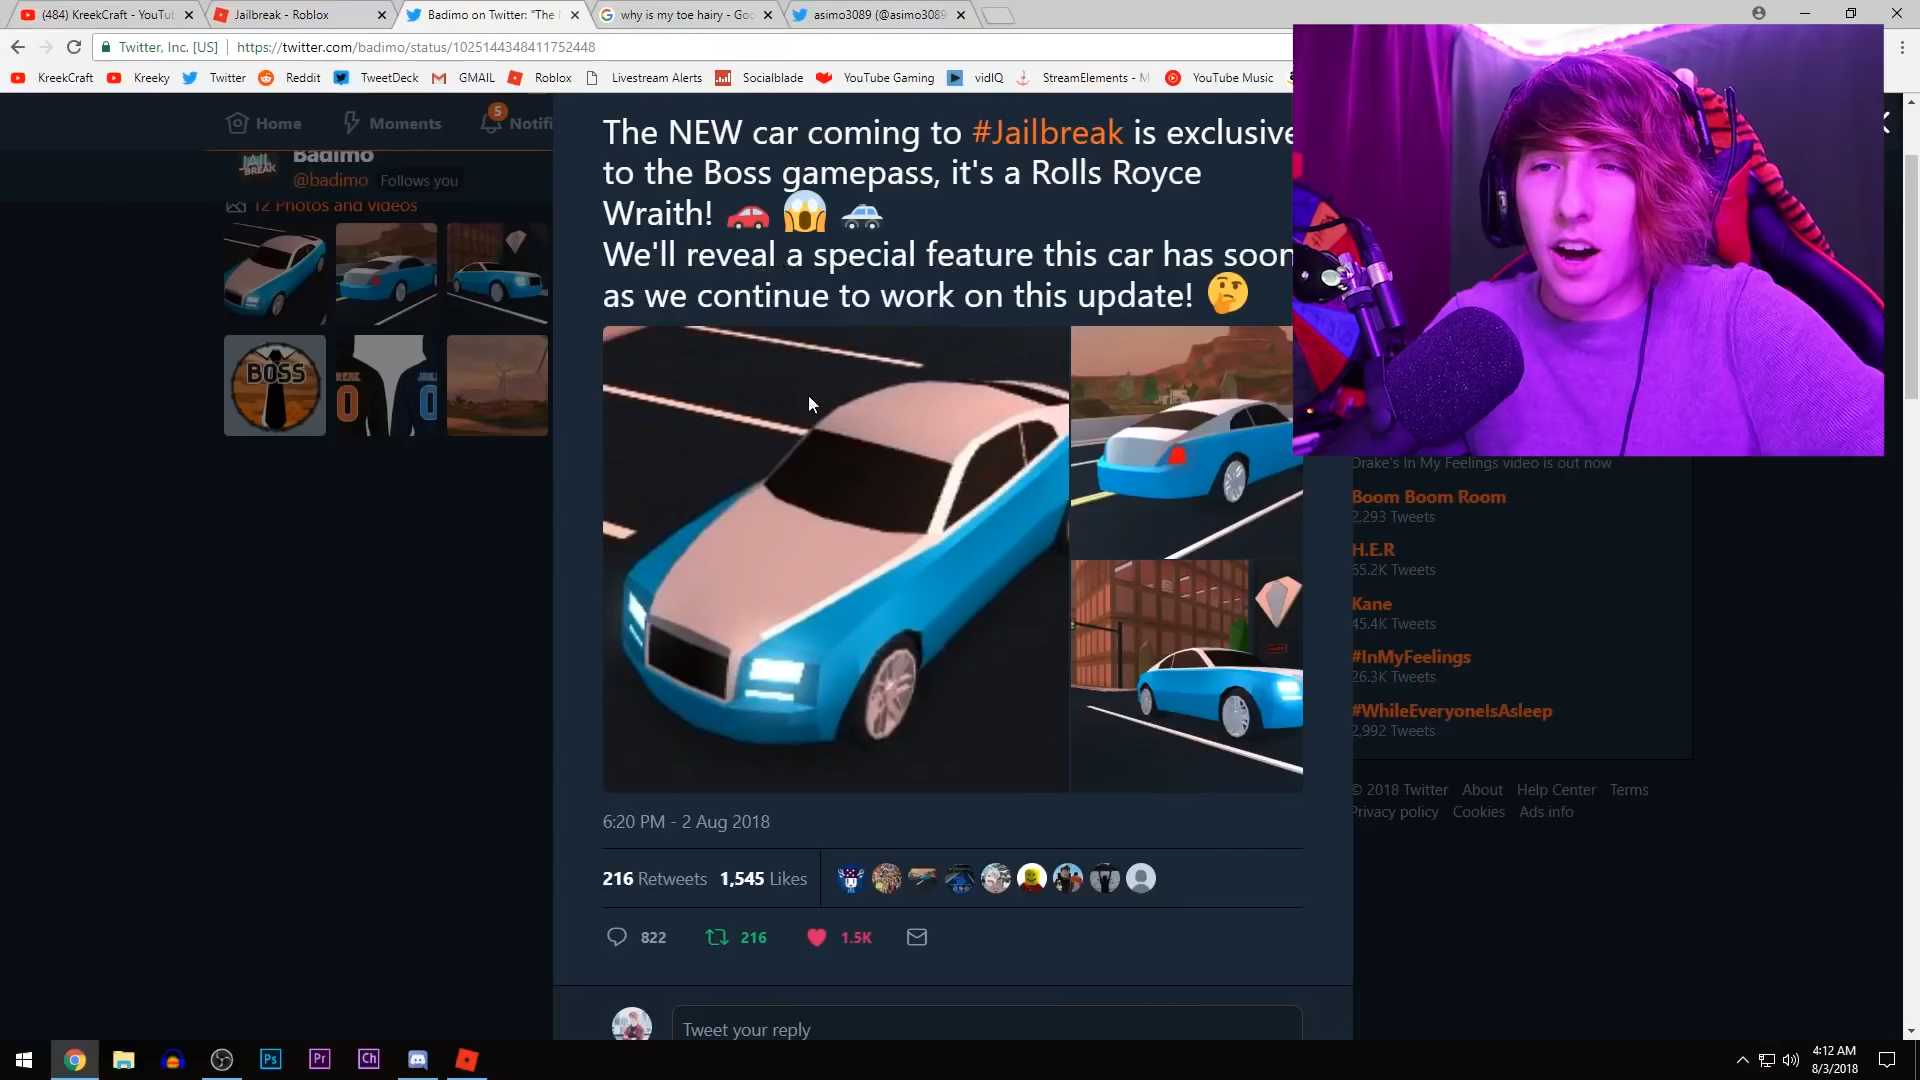 (484) KreekCraft - YouTu
Jailbreak - Roblox
Badimo on Twitter: "The
why is my toe hairy - Goo
asimo3089 (@asimo3089
Twitter, Inc. [US]
https://twitter.com/badimo/status/1025144348411752448
KreekCraft
Kreeky
Twitter
Reddit
TweetDeck
GMAIL
Roblox
Livestream Alerts
Socialblade
YouTube Gaming
vidIQ
StreamElements - M
YouTube Music
Home
Moments
5
Notifi
JAIL
BREAK
Badimo
@badimo Follows you
12 Photos and videos
BOSS
The NEW car coming to #Jailbreak is exclusive
to the Boss gamepass, it's a Rolls Royce
Wraith! 🚗 😱 🚓
We'll reveal a special feature this car has soon
as we continue to work on this update! 🤔
6:20 PM - 2 Aug 2018
216 Retweets 1,545 Likes
822
216
1.5K
Tweet your reply
Drake's In My Feelings video is out now
Boom Boom Room
2,293 Tweets
H.E.R
65.2K Tweets
Kane
45.4K Tweets
#InMyFeelings
26.3K Tweets
#WhileEveryoneIsAsleep
2,992 Tweets
© 2018 Twitter About Help Center Terms
Privacy policy Cookies Ads info
Ps
Pr
Ch
4:12 AM
8/3/2018